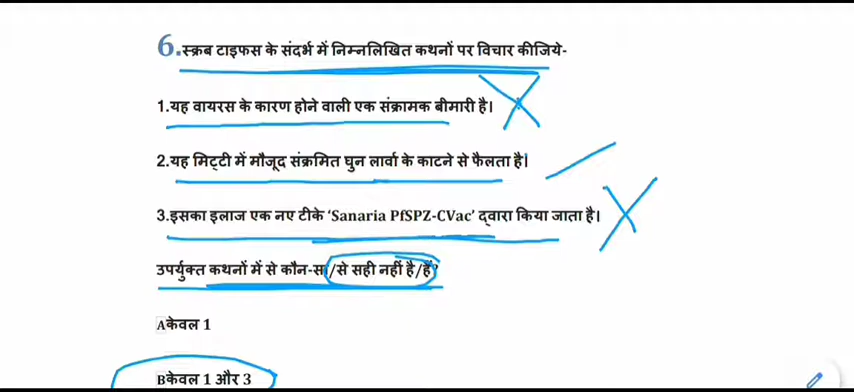 6.स्क्रब टाइफस के संदर्भ में निम्नलिखित कथनों पर विचार कीजिये-
1.यह वायरस के कारण होने वाली एक संक्रामक बीमारी है।
2.यह मिट्टी में मौजूद संक्रमित घुन लार्वा के काटने से फैलता है।
3.इसका इलाज एक नए टीके 'Sanaria PfSPZ-CVac' द्वारा किया जाता है।
उपर्युक्त कथनों में से कौन-सा/से सही नहीं है/हैं?
Aकेवल 1
Bकेवल 1 और 3